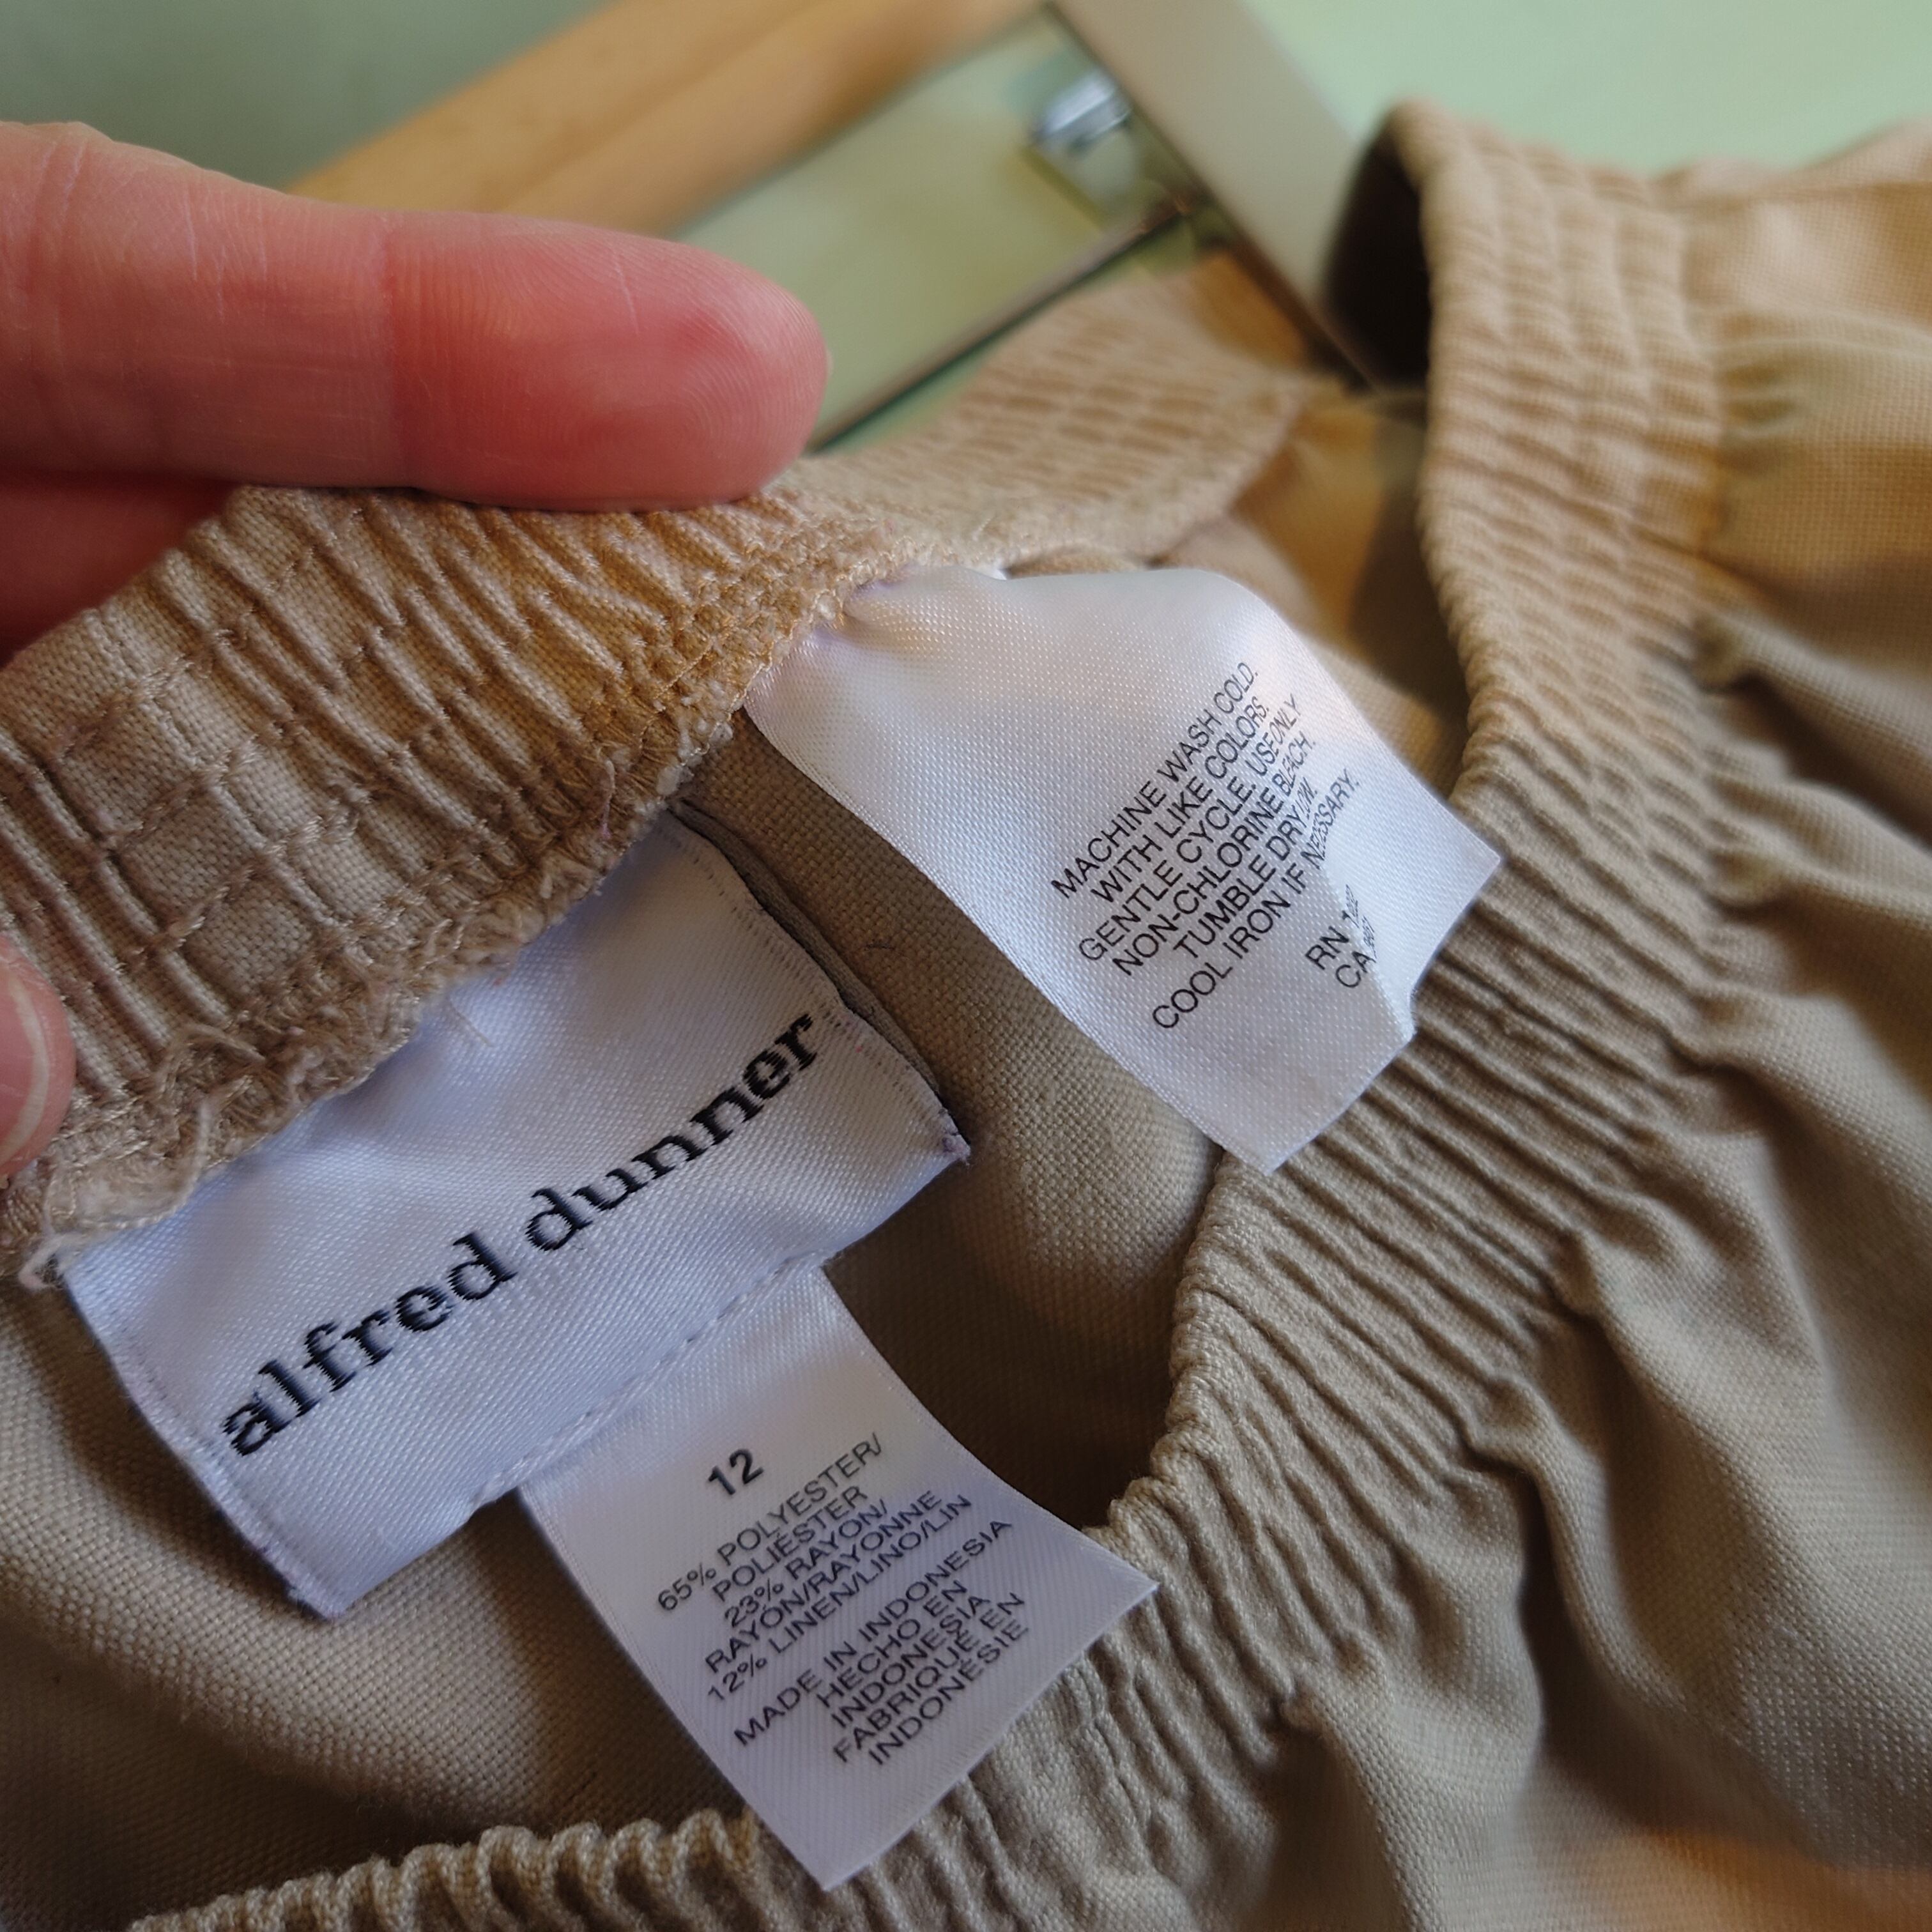 alfred dunner
12
65% POLYESTER/
POLIÉSTER
23% RAYON/
RAYÓN/RAYONNE
12% LINEN/LINO/LIN
MADE IN INDONESIA
HECHO EN
INDONESIA
FABRIQUÉ EN
INDONÉSIE
MACHINE WASH COLD.
WITH LIKE COLORS.
GENTLE CYCLE. USE ONLY
NON-CHLORINE BLEACH.
TUMBLE DRY LOW.
COOL IRON IF NECESSARY.
RN
CA